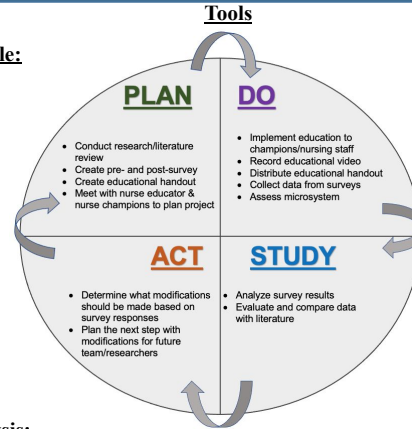 Tools
le:
PLAN
• Conduct research/literature
review
• Create pre- and post-survey
• Create educational handout
• Meet with nurse educator &
nurse champions to plan project
DO
• Implement education to
champions/nursing staff
• Record educational video
• Distribute educational handout
• Collect data from surveys
• Assess microsystem
ACT
• Determine what modifications
should be made based on
survey responses
• Plan the next step with
modifications for future
team/researchers
STUDY
• Analyze survey results
• Evaluate and compare data
with literature
sis: